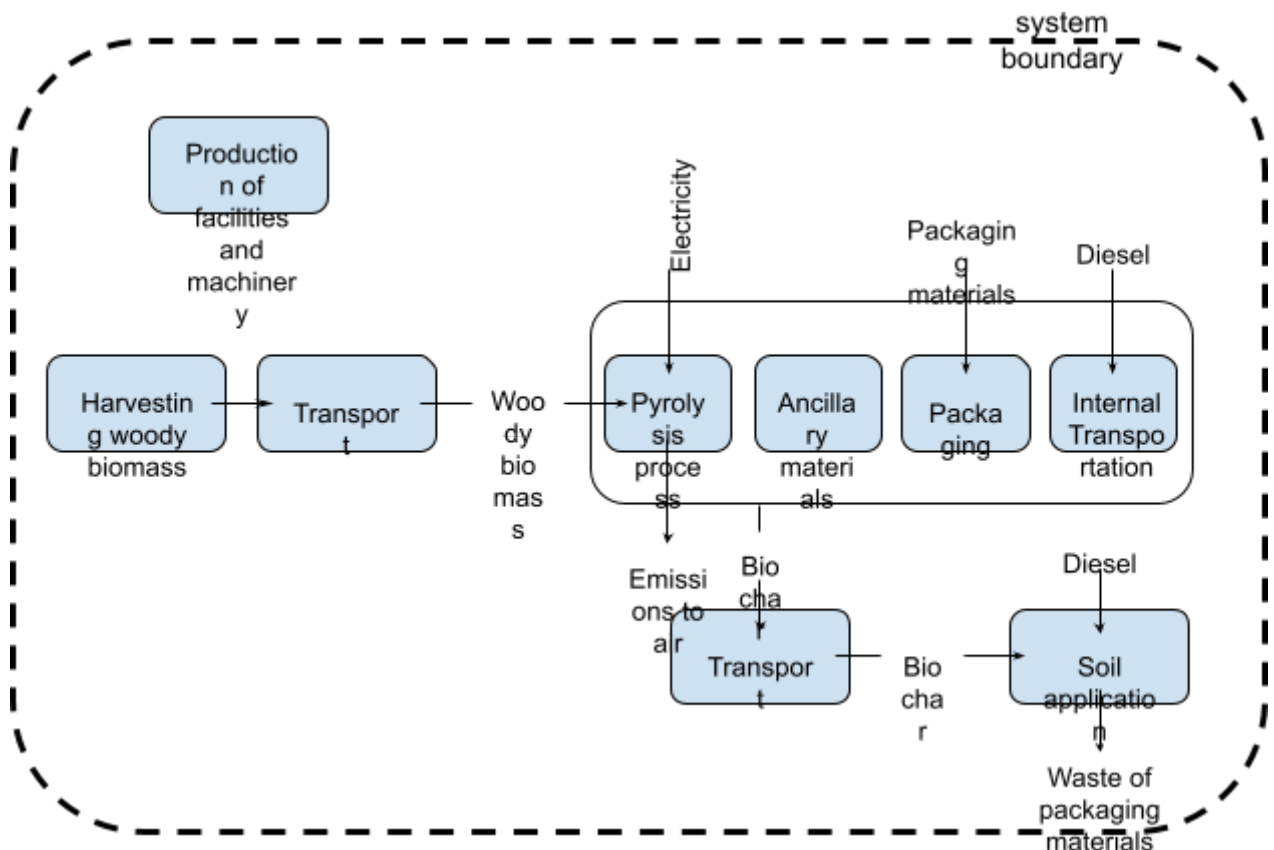 system
boundary
Productio
n of
facilities
and
machiner
y
Electricity
Packagin
g
materials
Diesel
Harvestin
g woody
biomass
Transpor
t
Woo
dy
bio
mas
s
Pyroly
sis
proce
ss
Ancilla
ry
materi
als
Packa
ging
Internal
Transpo
rtation
Emissi
ons to
air
Bio
cha
r
Diesel
Transpor
t
Bio
cha
r
Soil
applicatio
n
Waste of
packaging
materials